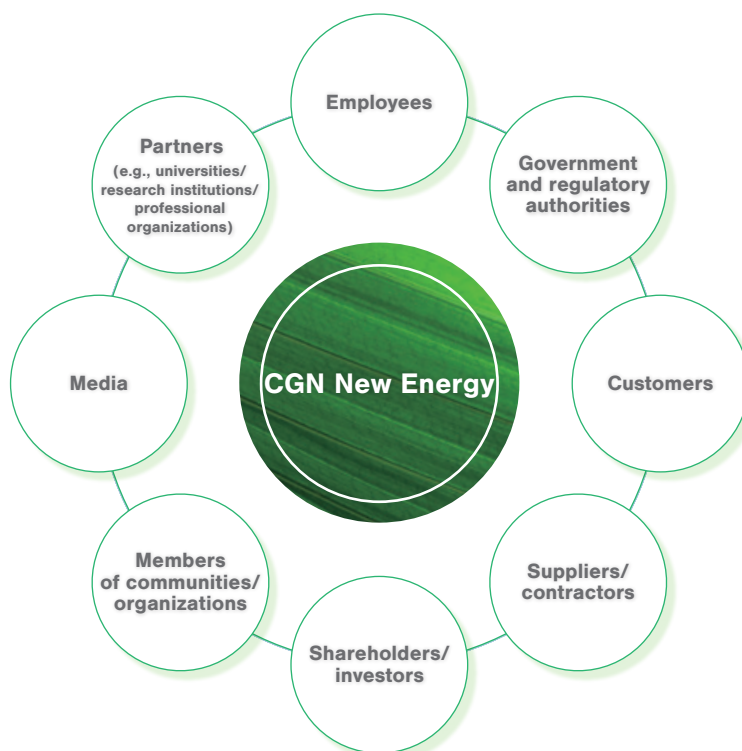 Employees
Partners
(e.g., universities/
research institutions/
professional
organizations)
Government
and regulatory
authorities
Media
CGN New Energy
Customers
Members
of communities/
organizations
Suppliers/
contractors
Shareholders/
investors